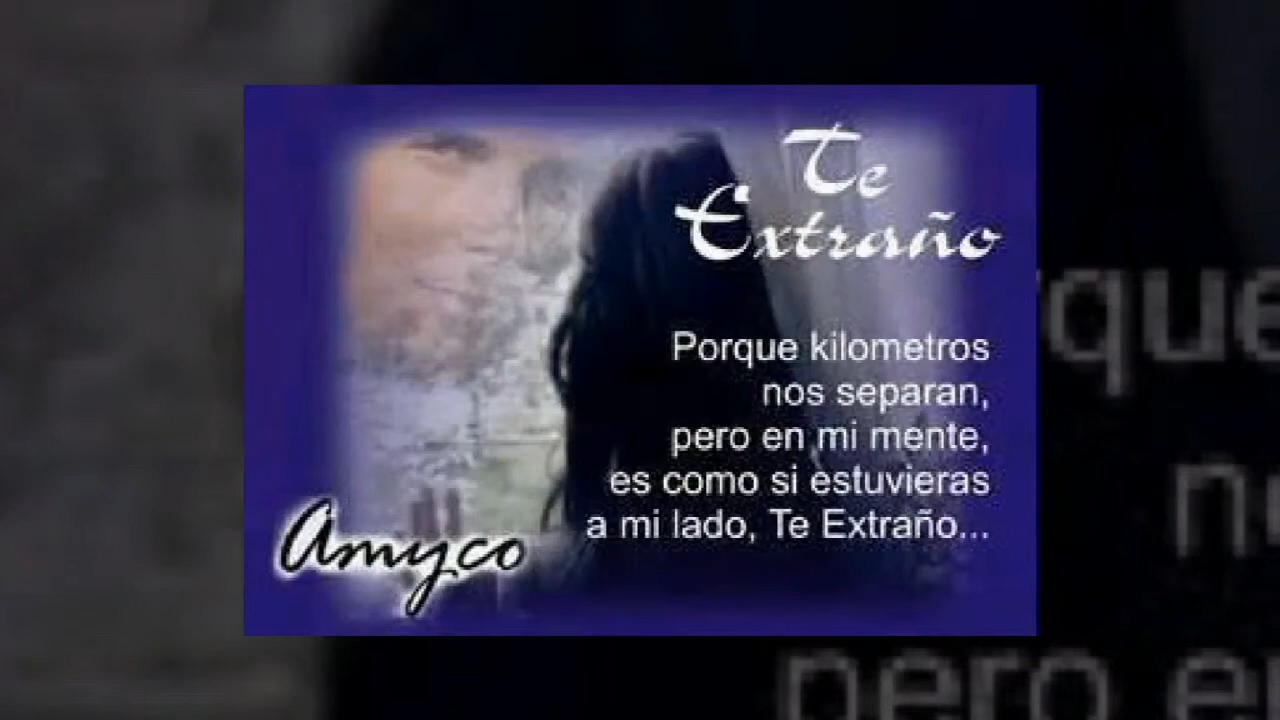 Te
Extraño
Porque kilometros
nos separan,
pero en mi mente,
es como si estuvieras
a mi lado, Te Extraño...
Amyco
que
pero e